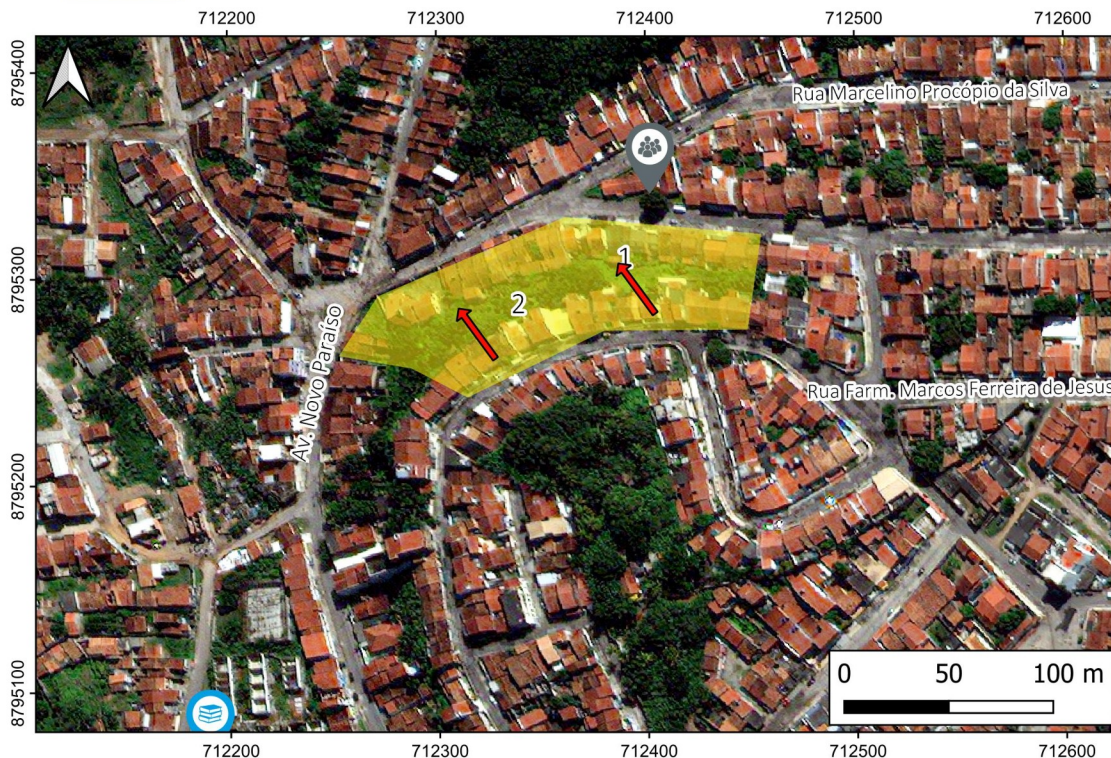 712200 712300 712400 712500 712600
8795400
Rua Marcelino Procópio da Silva
8795300
1
2
Av. Novo Paraíso
Rua Farm. Marcos Ferreira de Jesus
8795200
8795100
0 50 100 m
712200 712300 712400 712500 712600